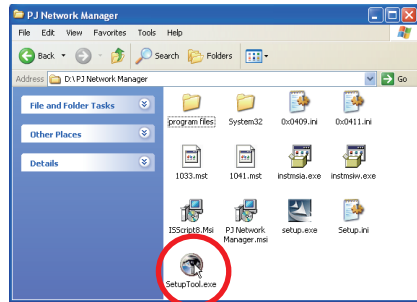 PJ Network Manager
File Edit View Favorites Tools Help
Back Search Folders
Address D:\PJ Network Manager Go
File and Folder Tasks
Other Places
Details
program files System32 0x0409.ini 0x0411.ini
1033.mst 1041.mst instmsia.exe instmsiw.exe
ISScript8.Msi PJ Network Manager.msi setup.exe Setup.ini
SetupTool.exe